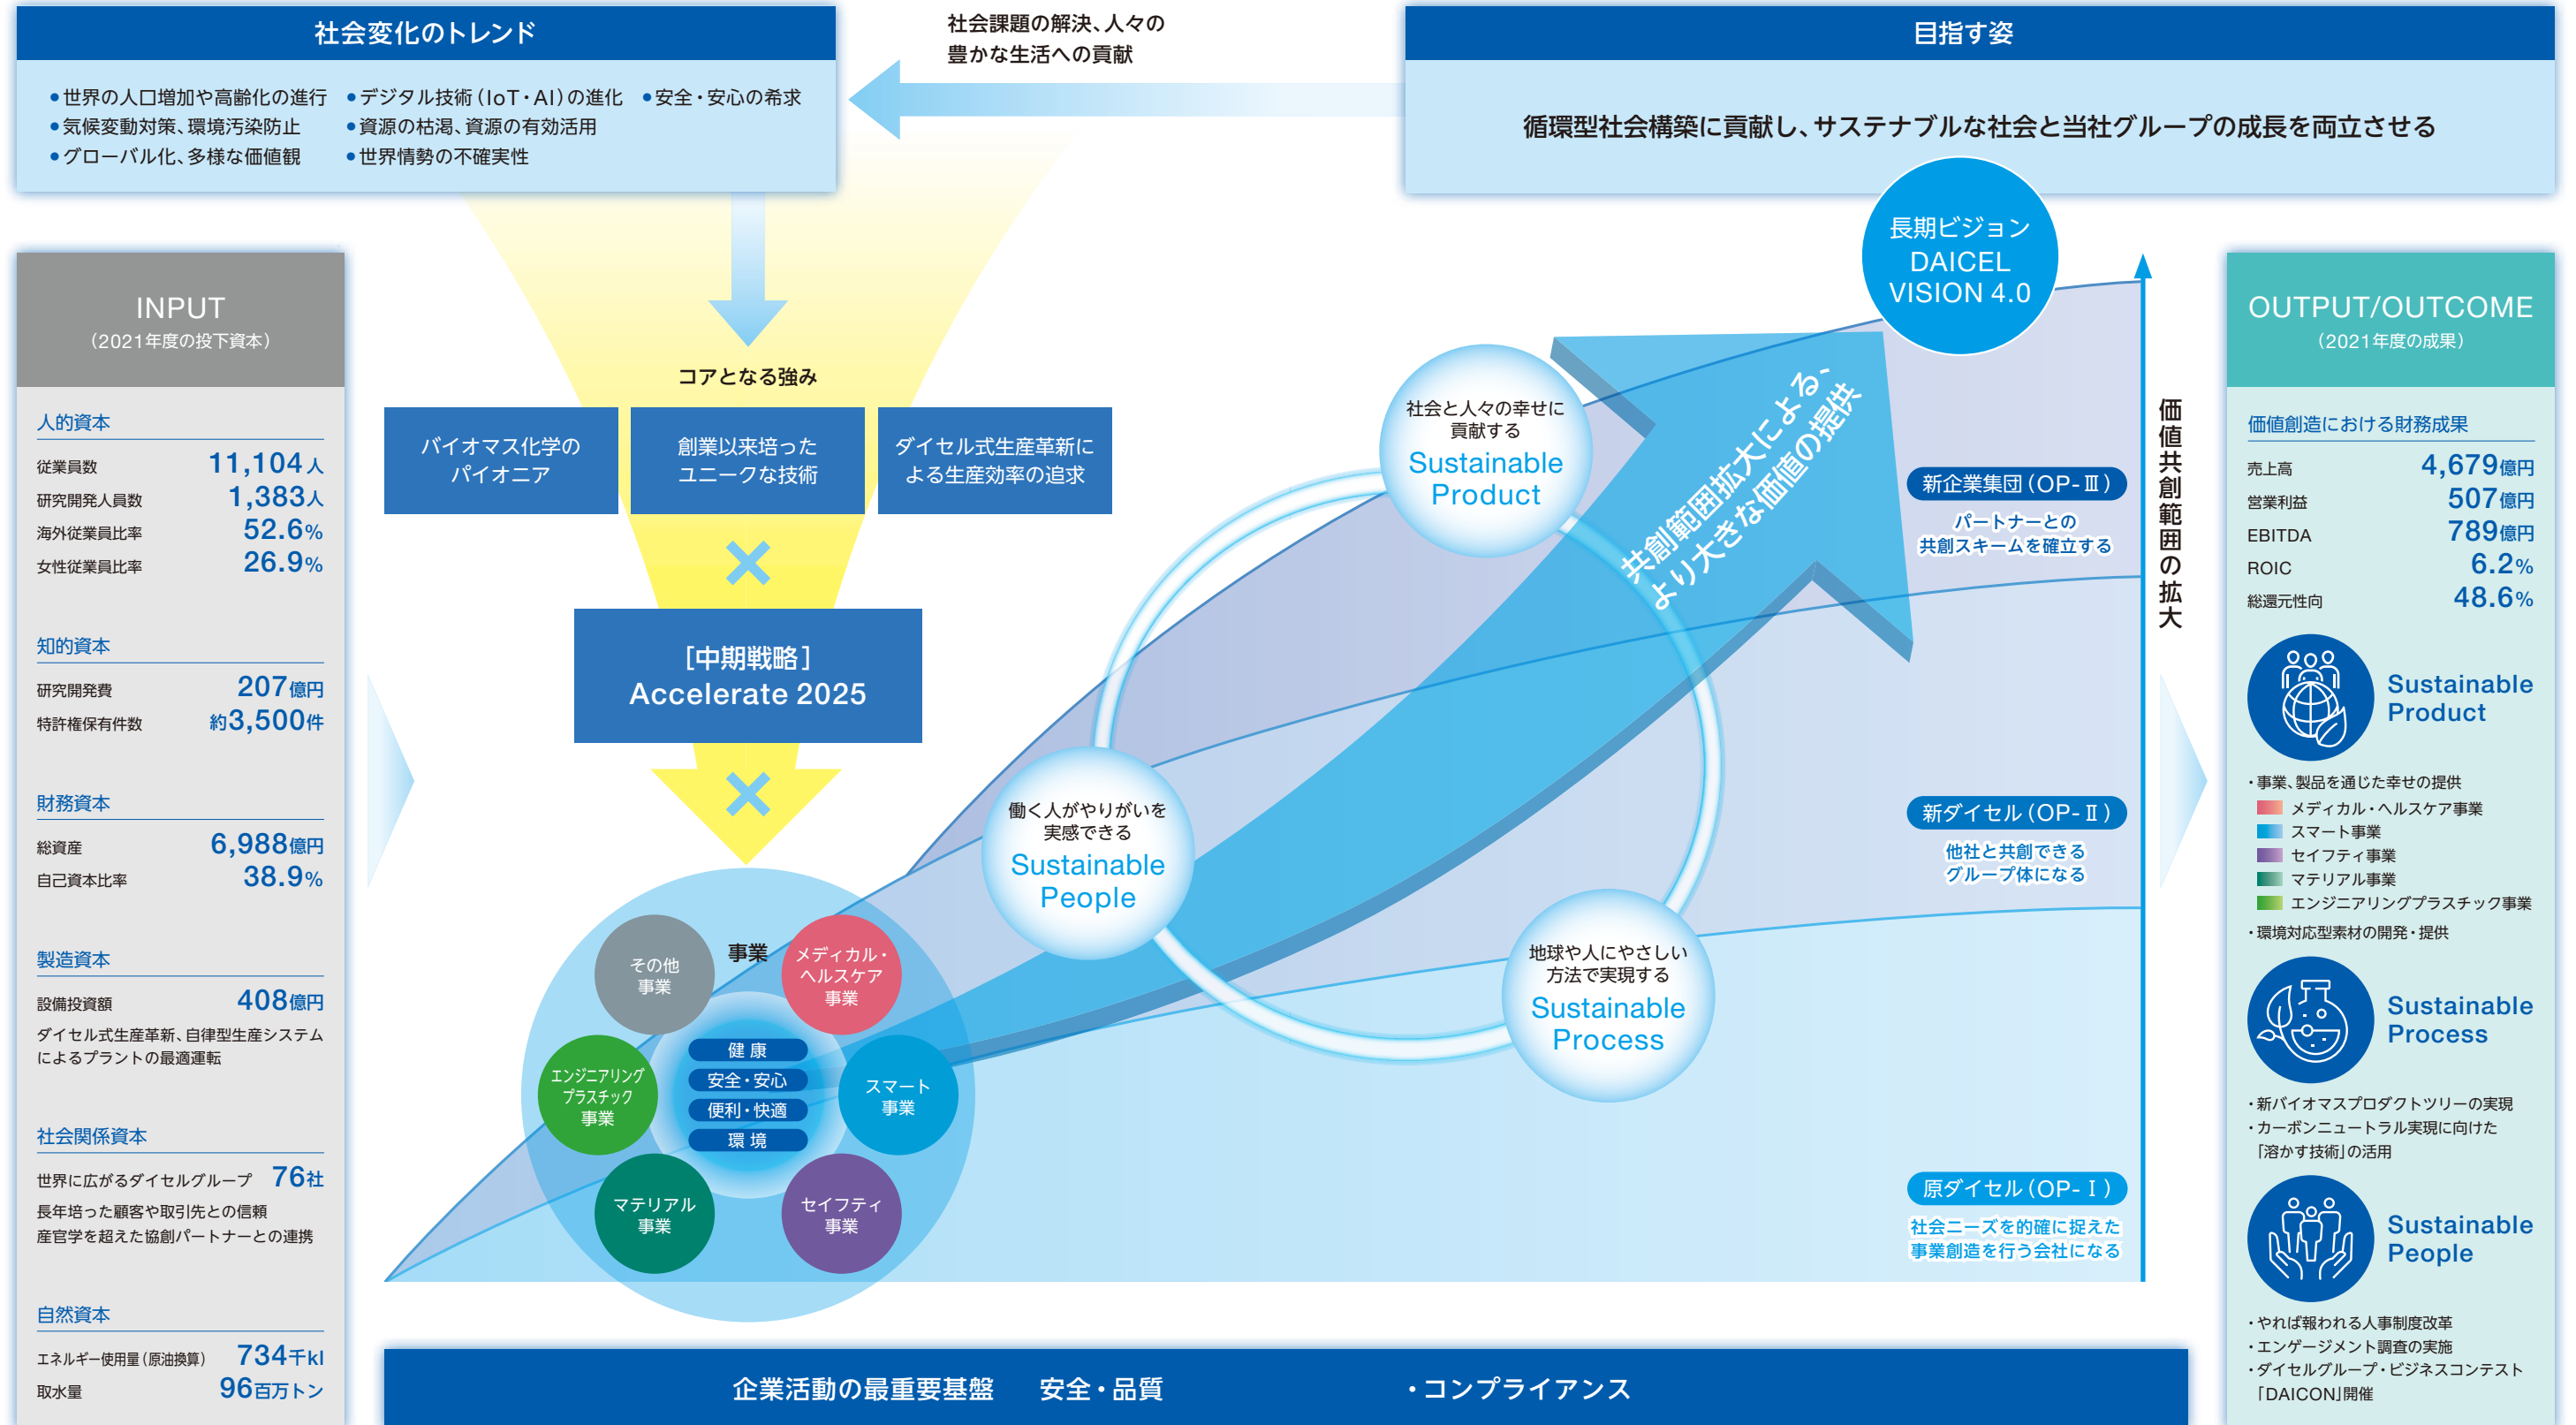 社会変化のトレンド
•世界の人口増加や高齢化の進行
•気候変動対策、環境汚染防止
•グローバル化、多様な価値観
•デジタル技術(IoT・AI)の進化
•資源の枯渇、資源の有効活用
•世界情勢の不確実性
•安全・安心の希求
社会課題の解決、人々の
豊かな生活への貢献
目指す姿
循環型社会構築に貢献し、サステナブルな社会と当社グループの成長を両立させる
INPUT
(2021年度の投下資本)
人的資本
従業員数 11,104人
研究開発人員数 1,383人
海外従業員比率 52.6%
女性従業員比率 26.9%
知的資本
研究開発費 207億円
特許権保有件数 約3,500件
財務資本
総資産 6,988億円
自己資本比率 38.9%
製造資本
設備投資額 408億円
ダイセル式生産革新、自律型生産システム
によるプラントの最適運転
社会関係資本
世界に広がるダイセルグループ 76社
長年培った顧客や取引先との信頼
産官学を超えた協創パートナーとの連携
自然資本
エネルギー使用量(原油換算) 734千kl
取水量 96百万トン
コアとなる強み
バイオマス化学の
パイオニア
創業以来培った
ユニークな技術
ダイセル式生産革新に
よる生産効率の追求
×
[中期戦略]
Accelerate 2025
×
事業
その他
事業
メディカル・
ヘルスケア
事業
エンジニアリング
プラスチック
事業
スマート
事業
マテリアル
事業
セイフティ
事業
健康
安全・安心
便利・快適
環境
働く人がやりがいを
実感できる
Sustainable
People
社会と人々の幸せに
貢献する
Sustainable
Product
地球や人にやさしい
方法で実現する
Sustainable
Process
共創範囲拡大による、
より大きな価値の提供
長期ビジョン
DAICEL
VISION 4.0
価値共創範囲の拡大
新企業集団(OP-Ⅲ)
パートナーとの
共創スキームを確立する
新ダイセル(OP-Ⅱ)
他社と共創できる
グループ体になる
原ダイセル(OP-Ⅰ)
社会ニーズを的確に捉えた
事業創造を行う会社になる
企業活動の最重要基盤 安全・品質 ・コンプライアンス
OUTPUT/OUTCOME
(2021年度の成果)
価値創造における財務成果
売上高 4,679億円
営業利益 507億円
EBITDA 789億円
ROIC 6.2%
総還元性向 48.6%
Sustainable
Product
・事業、製品を通じた幸せの提供
メディカル・ヘルスケア事業
スマート事業
セイフティ事業
マテリアル事業
エンジニアリングプラスチック事業
・環境対応型素材の開発・提供
Sustainable
Process
・新バイオマスプロダクトツリーの実現
・カーボンニュートラル実現に向けた
「溶かす技術」の活用
Sustainable
People
・やれば報われる人事制度改革
・エンゲージメント調査の実施
・ダイセルグループ・ビジネスコンテスト
「DAICON」開催